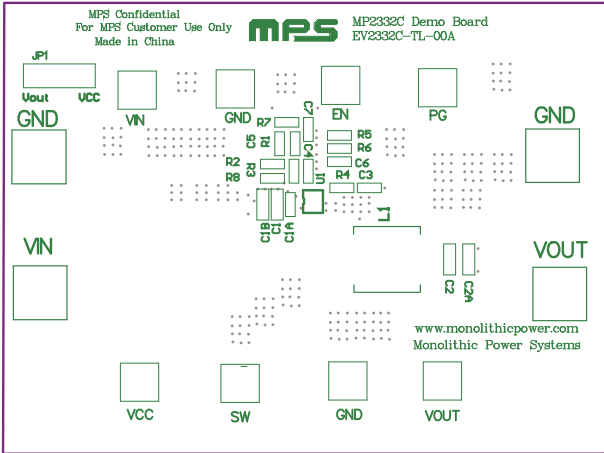 MPS Confidential
For MPS Customer Use Only
Made in China
mps
MP2332C Demo Board
EV2332C-TL-00A
JP1
Vout VCC
VIN
GND
EN
PG
GND
GND
C7
R7
C5
R1
C4
R5
R6
C6
R2
R3
R8
U1
R4
C3
L1
C1B
C1
C1A
VIN
VOUT
C2
C2A
www.monolithicpower.com
Monolithic Power Systems
VCC
SW
GND
VOUT